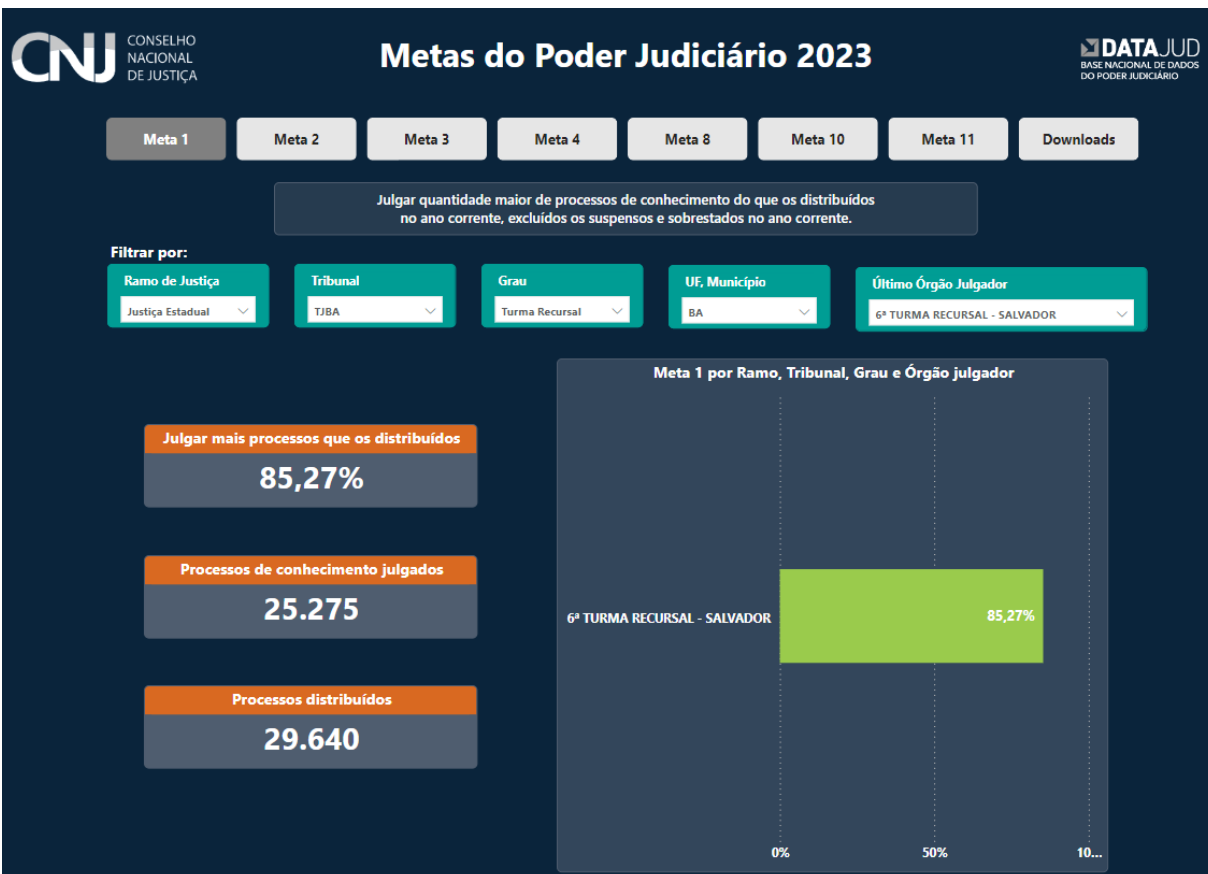 CNJ
CONSELHO
NACIONAL
DE JUSTIÇA
Metas do Poder Judiciário 2023
DATAJUD
BASE NACIONAL DE DADOS
DO PODER JUDICIÁRIO
Meta 1
Meta 2
Meta 3
Meta 4
Meta 8
Meta 10
Meta 11
Downloads
Julgar quantidade maior de processos de conhecimento do que os distribuídos
no ano corrente, excluídos os suspensos e sobrestados no ano corrente.
Filtrar por:
Ramo de Justiça
Justiça Estadual
Tribunal
TJBA
Grau
Turma Recursal
UF, Município
BA
Último Órgão Julgador
6ª TURMA RECURSAL - SALVADOR
Julgar mais processos que os distribuídos
85,27%
Processos de conhecimento julgados
25.275
Processos distribuídos
29.640
Meta 1 por Ramo, Tribunal, Grau e Órgão julgador
6ª TURMA RECURSAL - SALVADOR
85,27%
0%
50%
10...